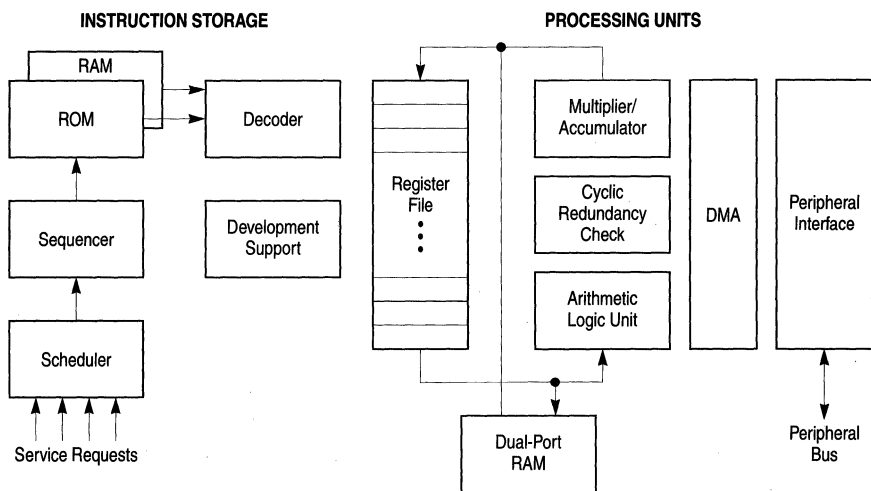 INSTRUCTION STORAGE
PROCESSING UNITS
RAM
ROM
Decoder
Sequencer
Development
Support
Scheduler
Service Requests
Register
File
Multiplier/
Accumulator
Cyclic
Redundancy
Check
Arithmetic
Logic Unit
DMA
Peripheral
Interface
Dual-Port
RAM
Peripheral
Bus